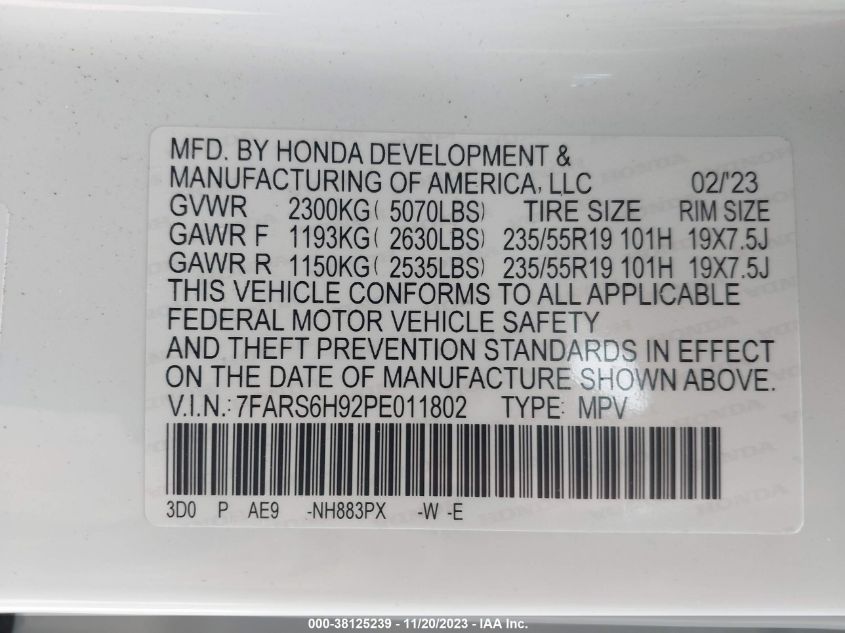 MFD. BY HONDA DEVELOPMENT &
MANUFACTURING OF AMERICA, LLC 02/'23
GVWR 2300KG( 5070LBS) TIRE SIZE RIM SIZE
GAWR F 1193KG( 2630LBS) 235/55R19 101H 19X7.5J
GAWR R 1150KG( 2535LBS) 235/55R19 101H 19X7.5J
THIS VEHICLE CONFORMS TO ALL APPLICABLE
FEDERAL MOTOR VEHICLE SAFETY
AND THEFT PREVENTION STANDARDS IN EFFECT
ON THE DATE OF MANUFACTURE SHOWN ABOVE.
V.I.N.: 7FARS6H92PE011802 TYPE: MPV
3D0 P AE9 -NH883PX -W -E
000-38125239 - 11/20/2023 - IAA Inc.